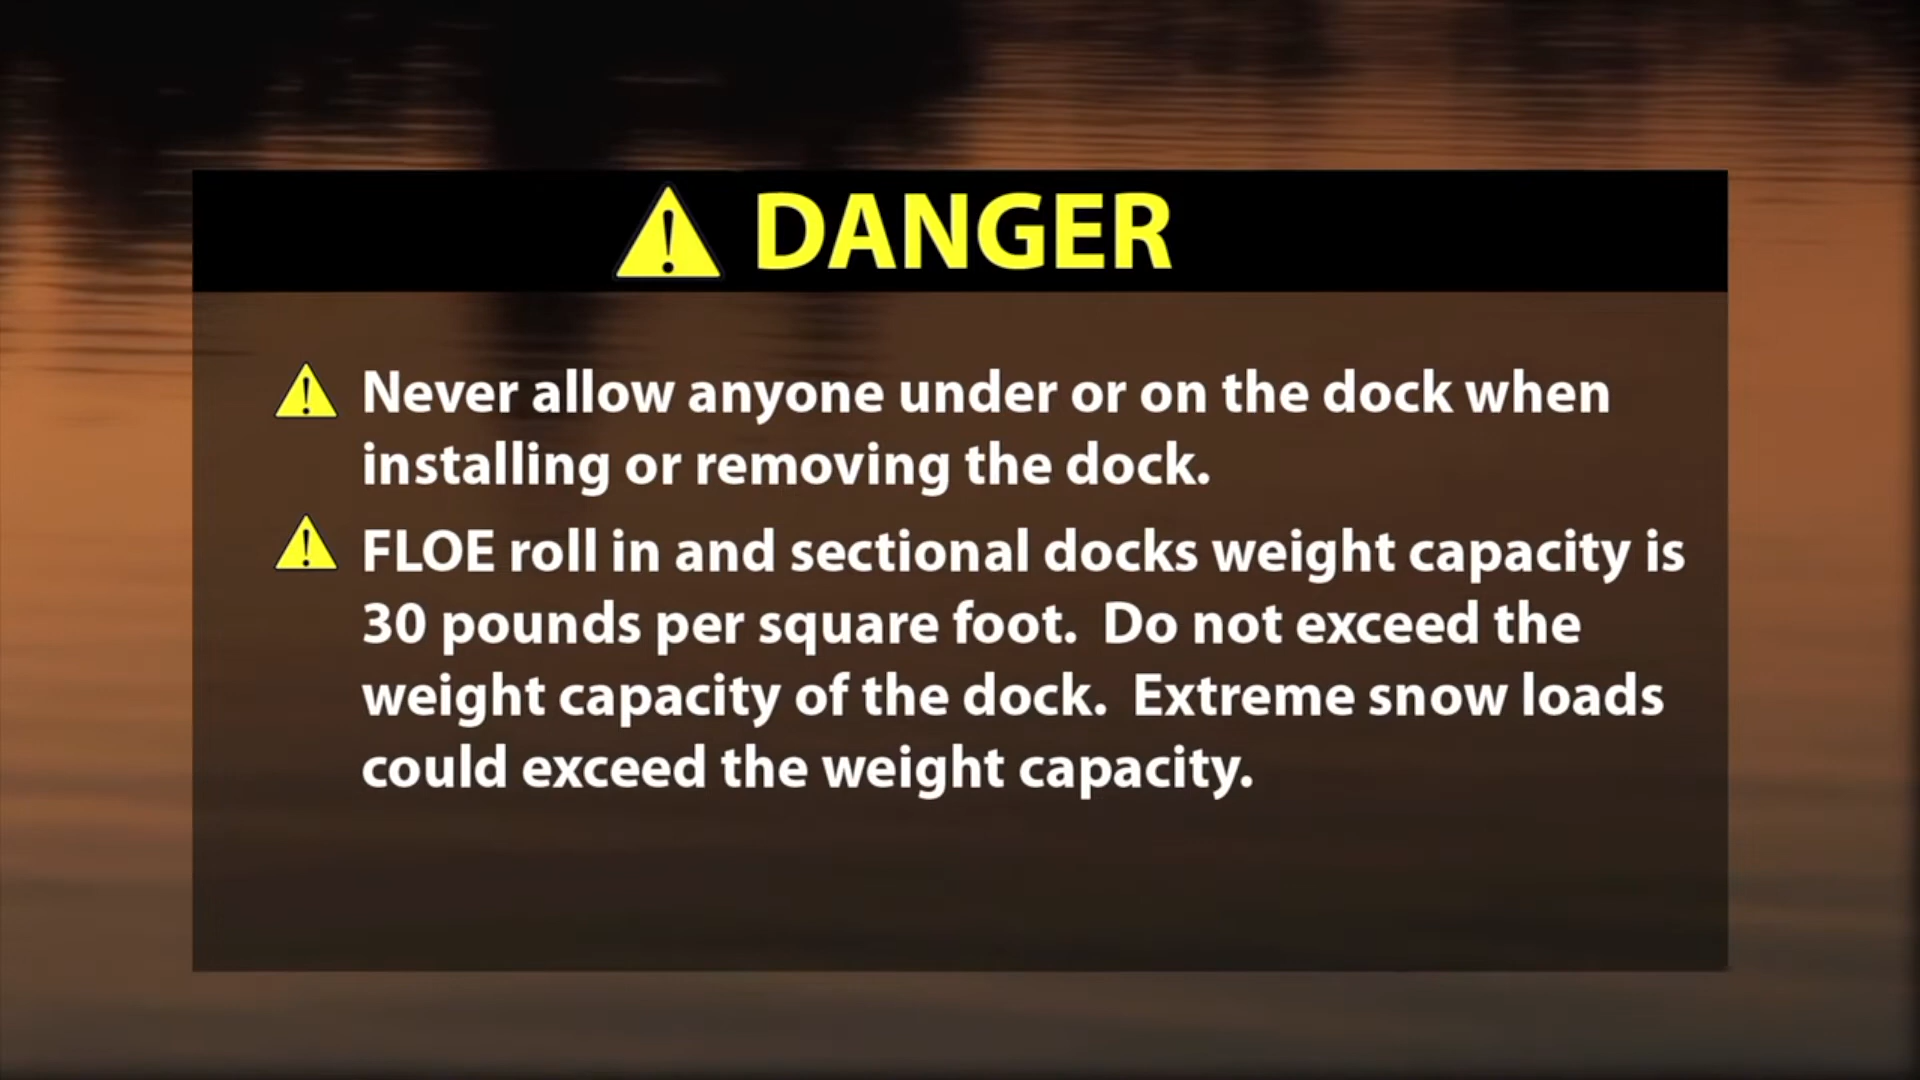 DANGER
Never allow anyone under or on the dock when
installing or removing the dock.
FLOE roll in and sectional docks weight capacity is
30 pounds per square foot.  Do not exceed the
weight capacity of the dock.  Extreme snow loads
could exceed the weight capacity.